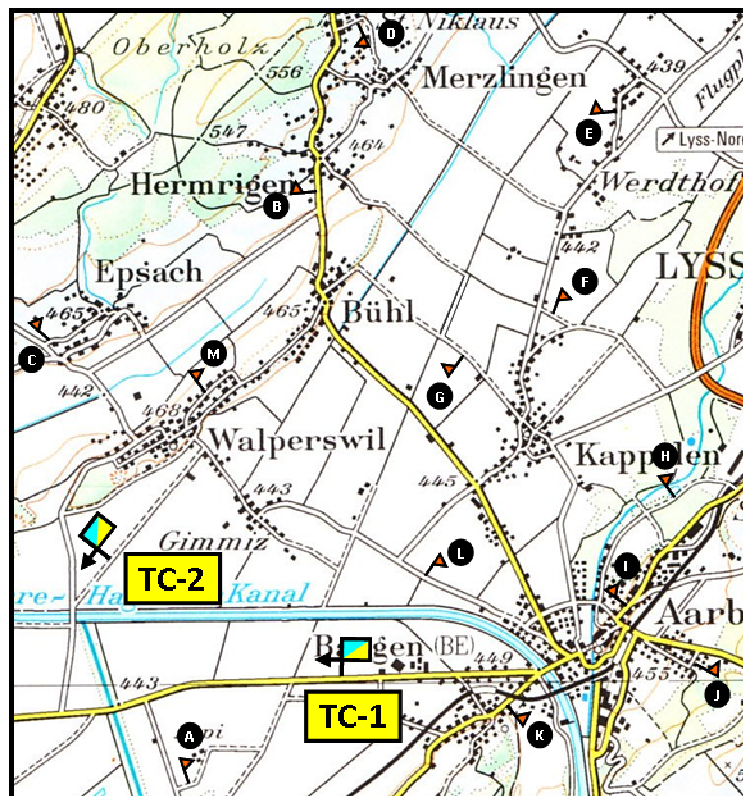 D
Niklaus
Oberholz
556
Merzlingen
439
480
E
547
464
Lyss-Nord
Hermrigen
B
Werdthof
442
Epsach
LYSS
465
F
465
Bühl
C
M
442
G
468
Walperswil
Kappelen
H
445
443
Gimmiz
L
TC-2
I
Kanal
Aarb
(BE)
449
455
443
TC-1
J
A
K